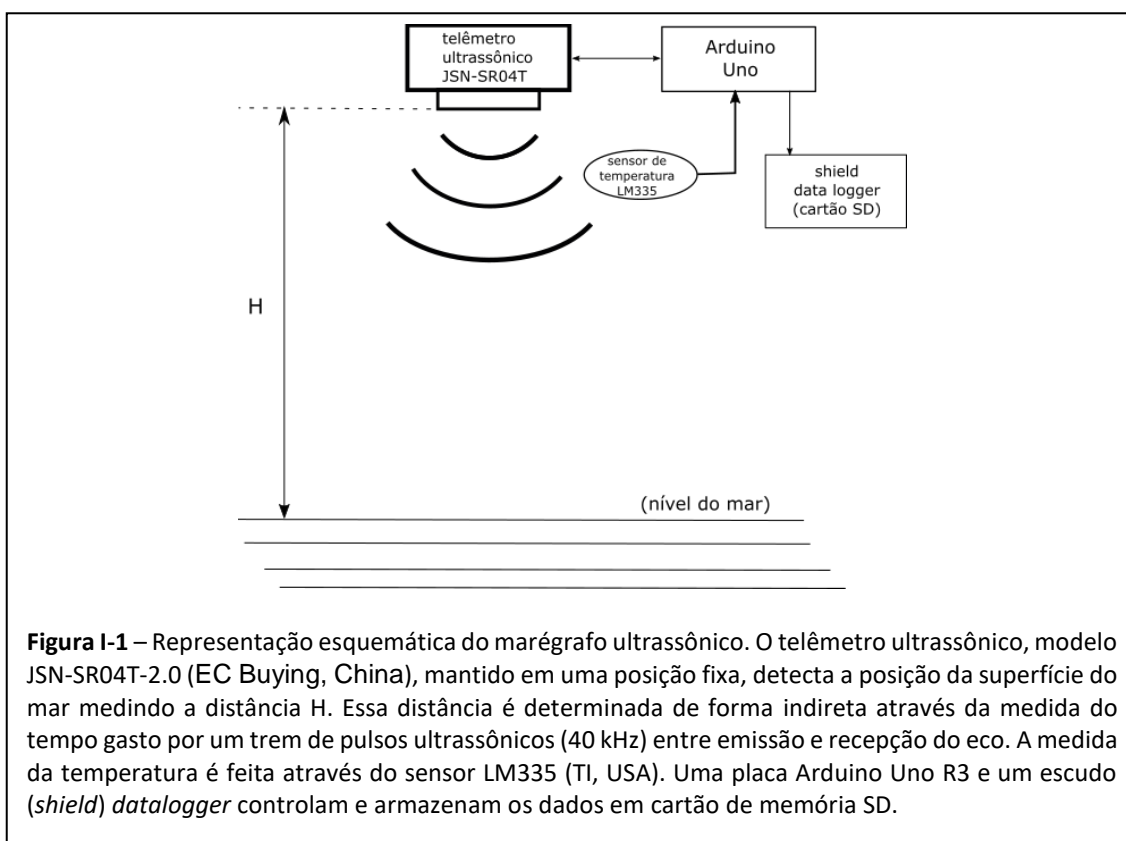 telêmetro
ultrassônico
JSN-SR04T
Arduino
Uno
sensor de
temperatura
LM335
shield
data logger
(cartão SD)
H
(nível do mar)
Figura I-1 – Representação esquemática do marégrafo ultrassônico. O telêmetro ultrassônico, modelo
JSN-SR04T-2.0 (EC Buying, China), mantido em uma posição fixa, detecta a posição da superfície do
mar medindo a distância H. Essa distância é determinada de forma indireta através da medida do
tempo gasto por um trem de pulsos ultrassônicos (40 kHz) entre emissão e recepção do eco. A medida
da temperatura é feita através do sensor LM335 (TI, USA). Uma placa Arduino Uno R3 e um escudo
(shield) datalogger controlam e armazenam os dados em cartão de memória SD.